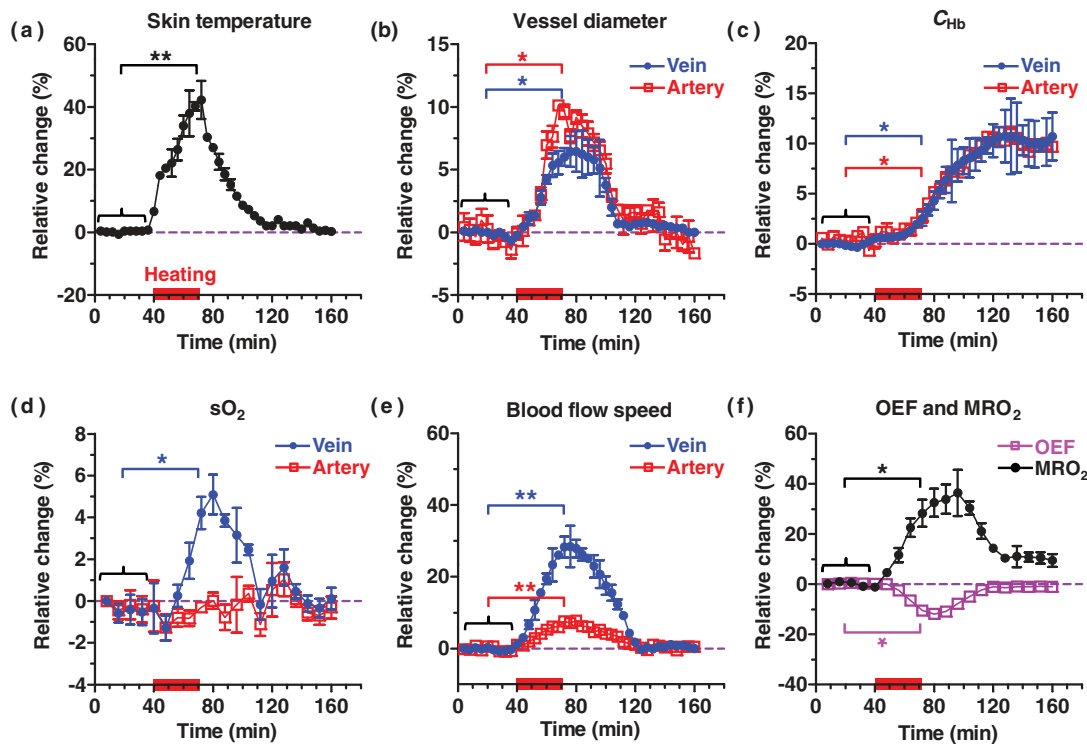 (a)
Skin temperature
Relative change (%)
60
40
20
0
-20
**
Heating
0 40 80 120 160
Time (min)
(b)
Vessel diameter
Relative change (%)
15
10
5
0
5
*
*
Vein
Artery
0 40 80 120 160
Time (min)
(c)
CHb
Relative change (%)
20
15
10
5
0
-5
*
*
Vein
Artery
0 40 80 120 160
Time (min)
(d)
sO2
Relative change (%)
8
6
4
2
0
-2
-4
*
Vein
Artery
0 40 80 120 160
Time (min)
(e)
Blood flow speed
Relative change (%)
60
40
20
0
-10
**
**
Vein
Artery
0 40 80 120 160
Time (min)
(f)
OEF and MRO2
Relative change (%)
60
40
20
0
-20
-40
*
*
OEF
MRO2
0 40 80 120 160
Time (min)